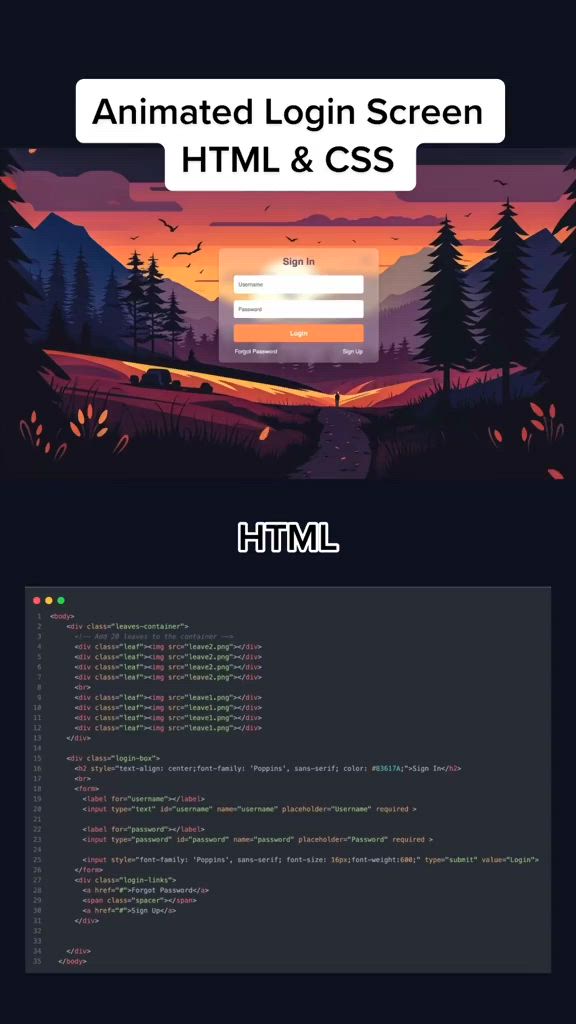 Animated Login Screen
HTML & CSS
Sign In
Username
Password
Login
Forgot Password Sign Up
HTML
1 <body>
2 <div class="leaves-container">
3 <!-- Add 20 leaves to the container -->
4 <div class="leaf"><img src="leave2.png"></div>
5 <div class="leaf"><img src="leave2.png"></div>
6 <div class="leaf"><img src="leave2.png"></div>
7 <div class="leaf"><img src="leave2.png"></div>
8 <br>
9 <div class="leaf"><img src="leave1.png"></div>
10 <div class="leaf"><img src="leave1.png"></div>
11 <div class="leaf"><img src="leave1.png"></div>
12 <div class="leaf"><img src="leave1.png"></div>
13 </div>
14
15 <div class="login-box">
16 <h2 style="text-align: center;font-family: 'Poppins', sans-serif; color: #83617A;">Sign In</h2>
17 <br>
18 <form>
19 <label for="username"></label>
20 <input type="text" id="username" name="username" placeholder="Username" required >
21
22 <label for="password"></label>
23 <input type="password" id="password" name="password" placeholder="Password" required >
24
25 <input style="font-family: 'Poppins', sans-serif; font-size: 16px;font-weight:600;" type="submit" value="Login">
26 </form>
27 <div class="login-links">
28 <a href="#">Forgot Password</a>
29 <span class="spacer"></span>
30 <a href="#">Sign Up</a>
31 </div>
32
33
34 </div>
35 </body>